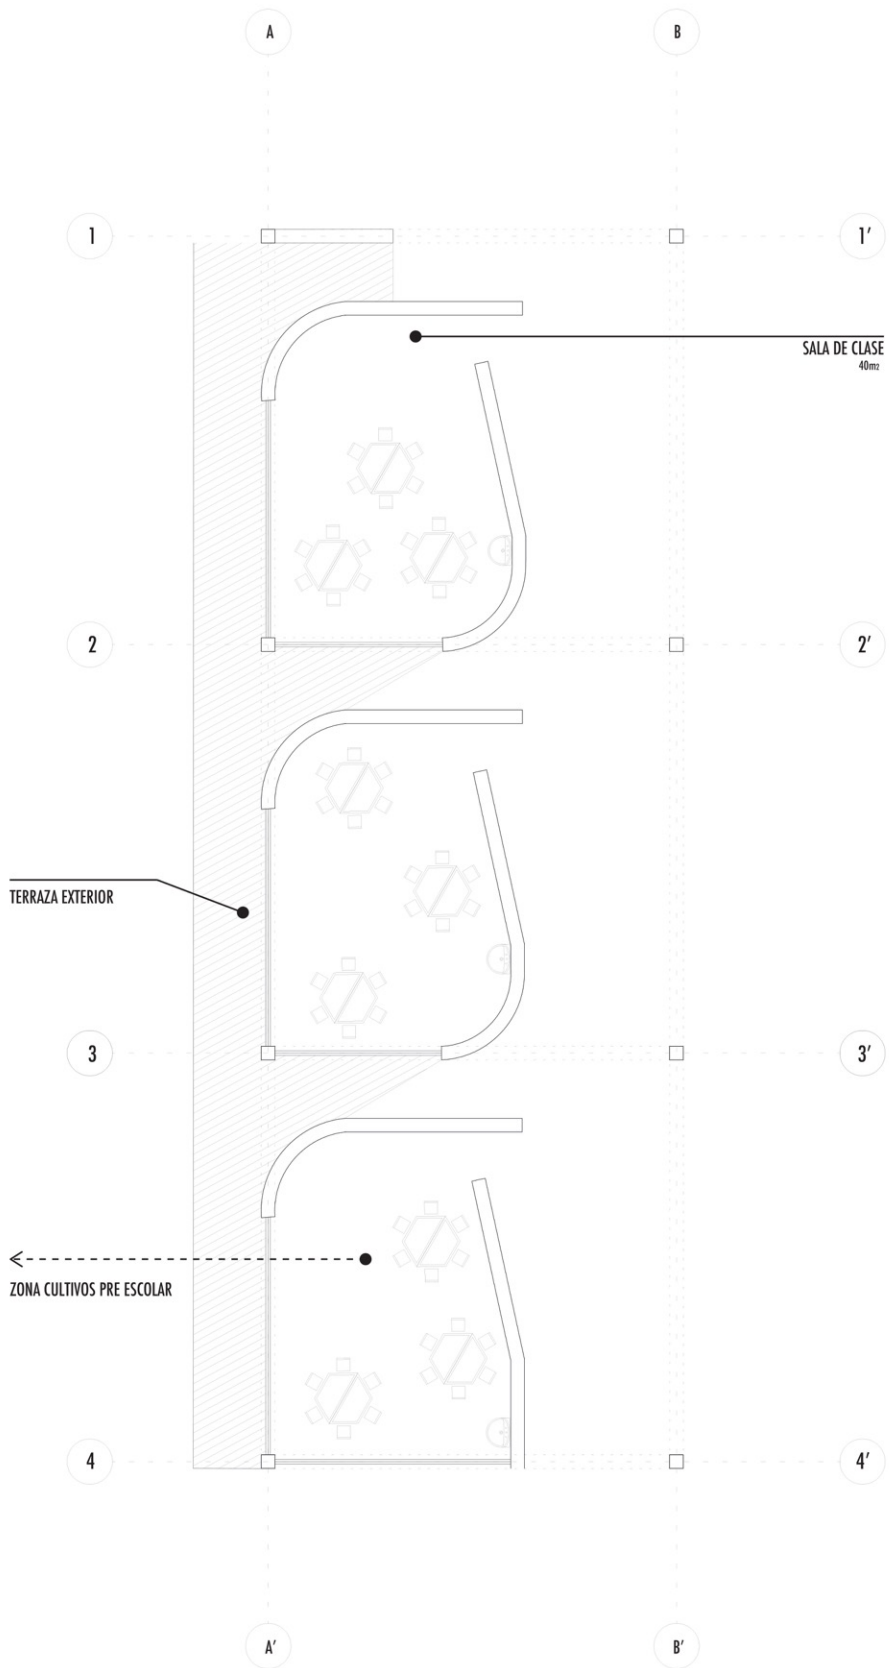 A
B
1
1'
SALA DE CLASE
40m2
2
2'
TERRAZA EXTERIOR
3
3'
ZONA CULTIVOS PRE ESCOLAR
4
4'
A'
B'